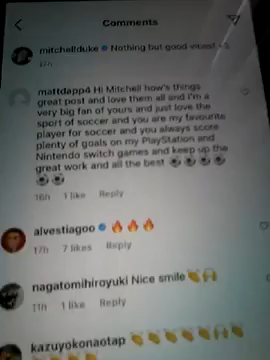 Comments
mitchellduke Nothing but good vibes! <3
17h
mattdapp4 Hi Mitchell how's things
great post and love them all and I'm a
very big fan of yours and just love the
sport of soccer and you are my favourite
player for soccer and you always score
plenty of goals on my PlayStation and
Nintendo switch games and keep up the
great work and all the best ⚽ ⚽ ⚽ ⚽
⚽ ⚽
16h 1 like Reply
alvestiagoo 🔥🔥🔥
17h 7 likes Reply
nagatomihiroyuki Nice smile👏🎧
11h 1 like Reply
kazuyokonaotap 👏👏👏👏👏🎧👏